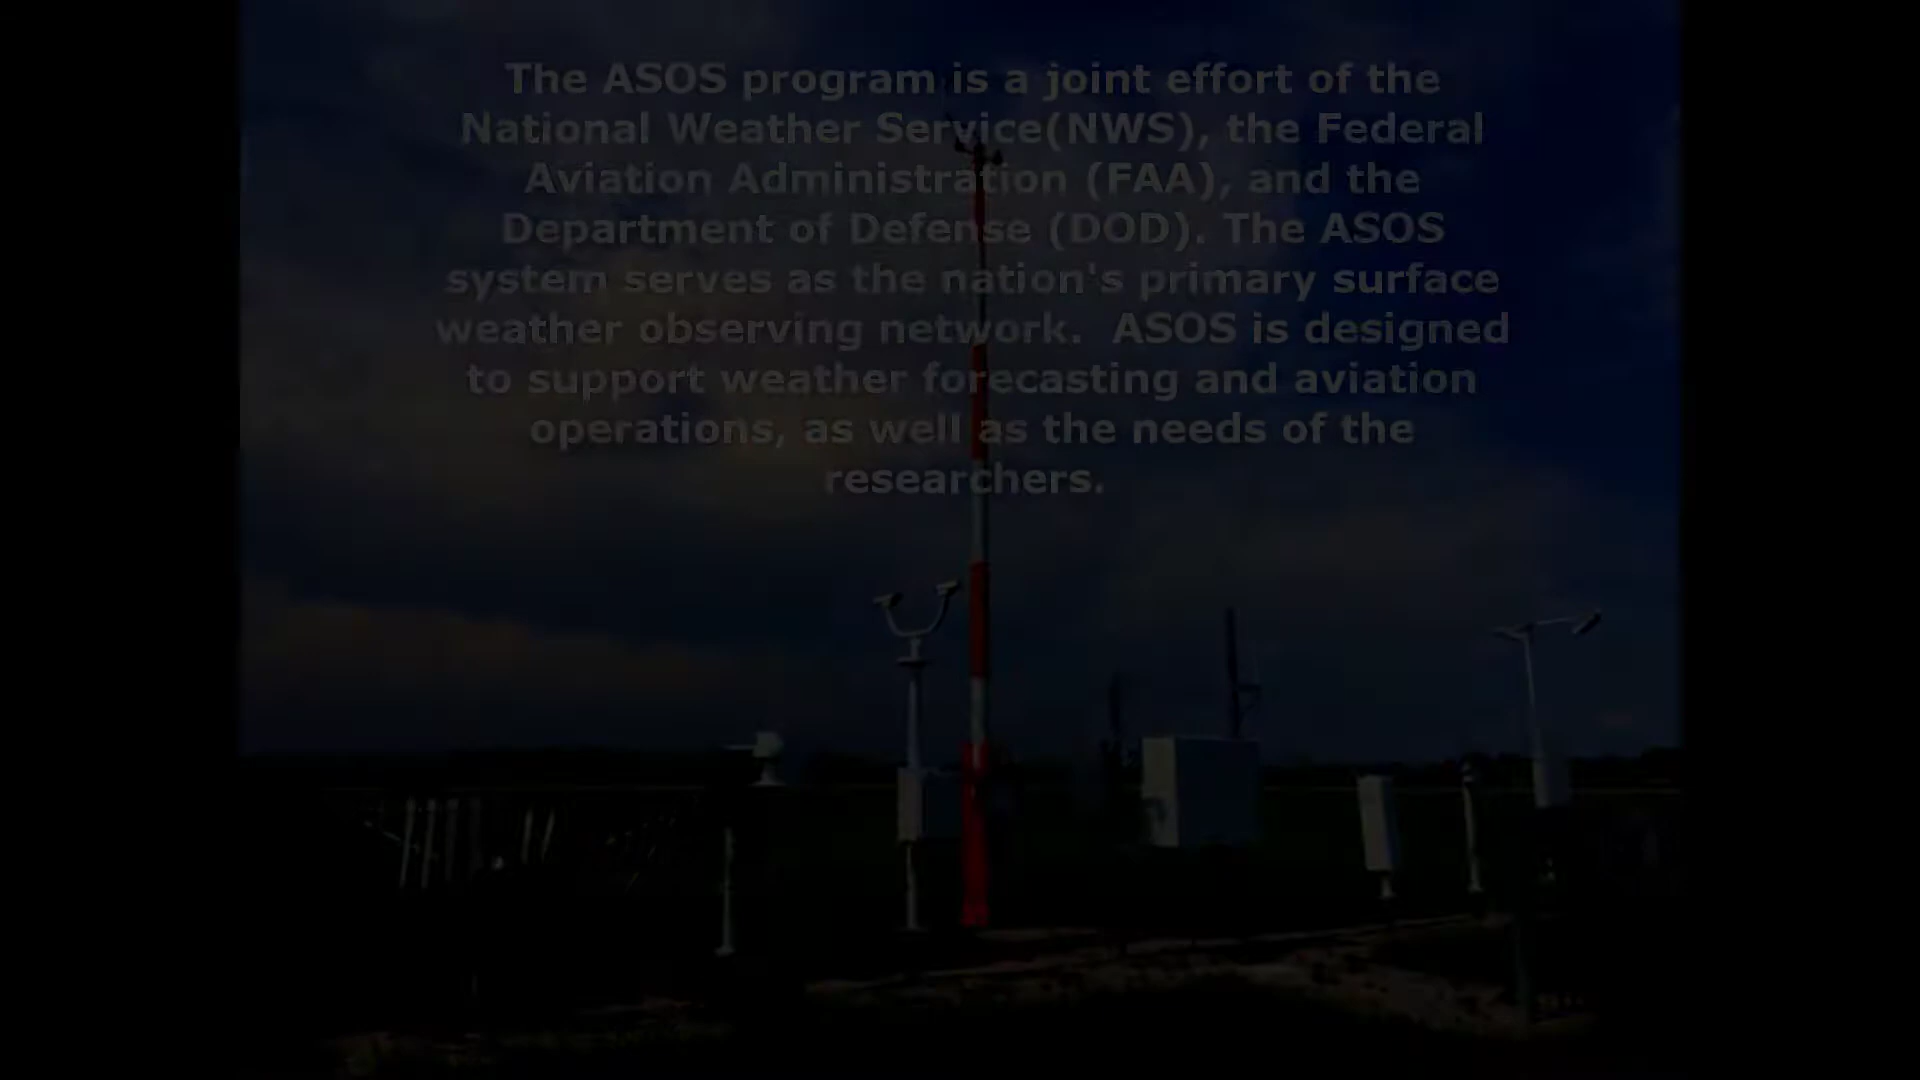 The ASOS program is a joint effort of the
National Weather Service(NWS), the Federal
Aviation Administration (FAA), and the
Department of Defense (DOD). The ASOS
system serves as the nation's primary surface
weather observing network.  ASOS is designed
to support weather forecasting and aviation
operations, as well as the needs of the
researchers.